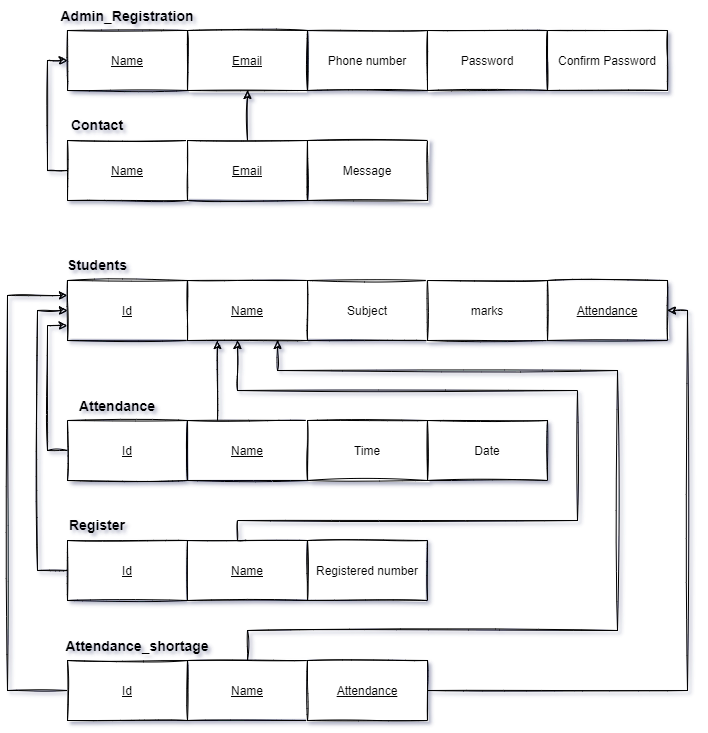 Admin_Registration
Name Email Phone number Password Confirm Password
Contact
Name Email Message
Students
Id Name Subject marks Attendance
Attendance
Id Name Time Date
Register
Id Name Registered number
Attendance_shortage
Id Name Attendance